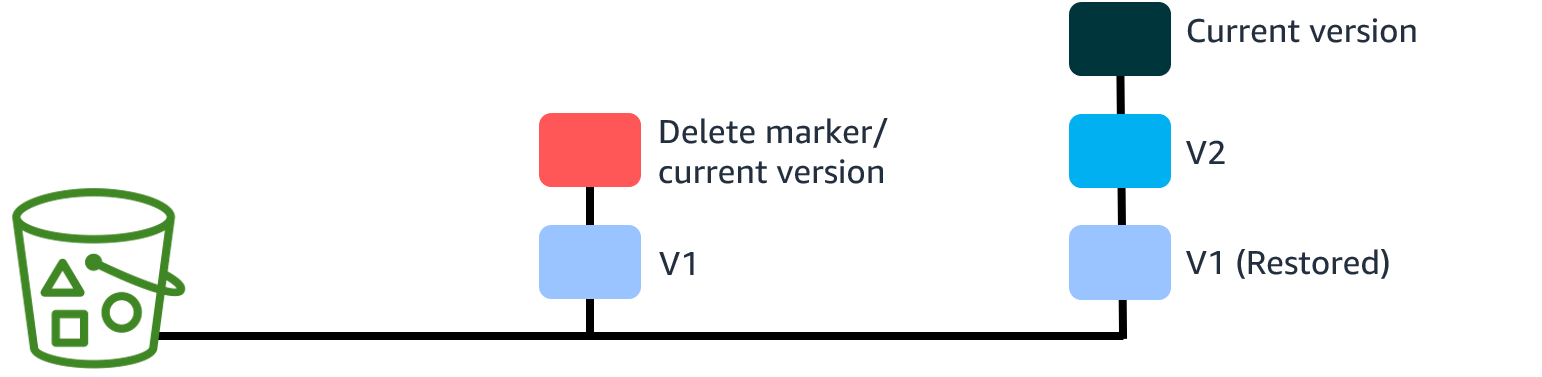 Current version
Delete marker/
current version
V2
V1
V1 (Restored)